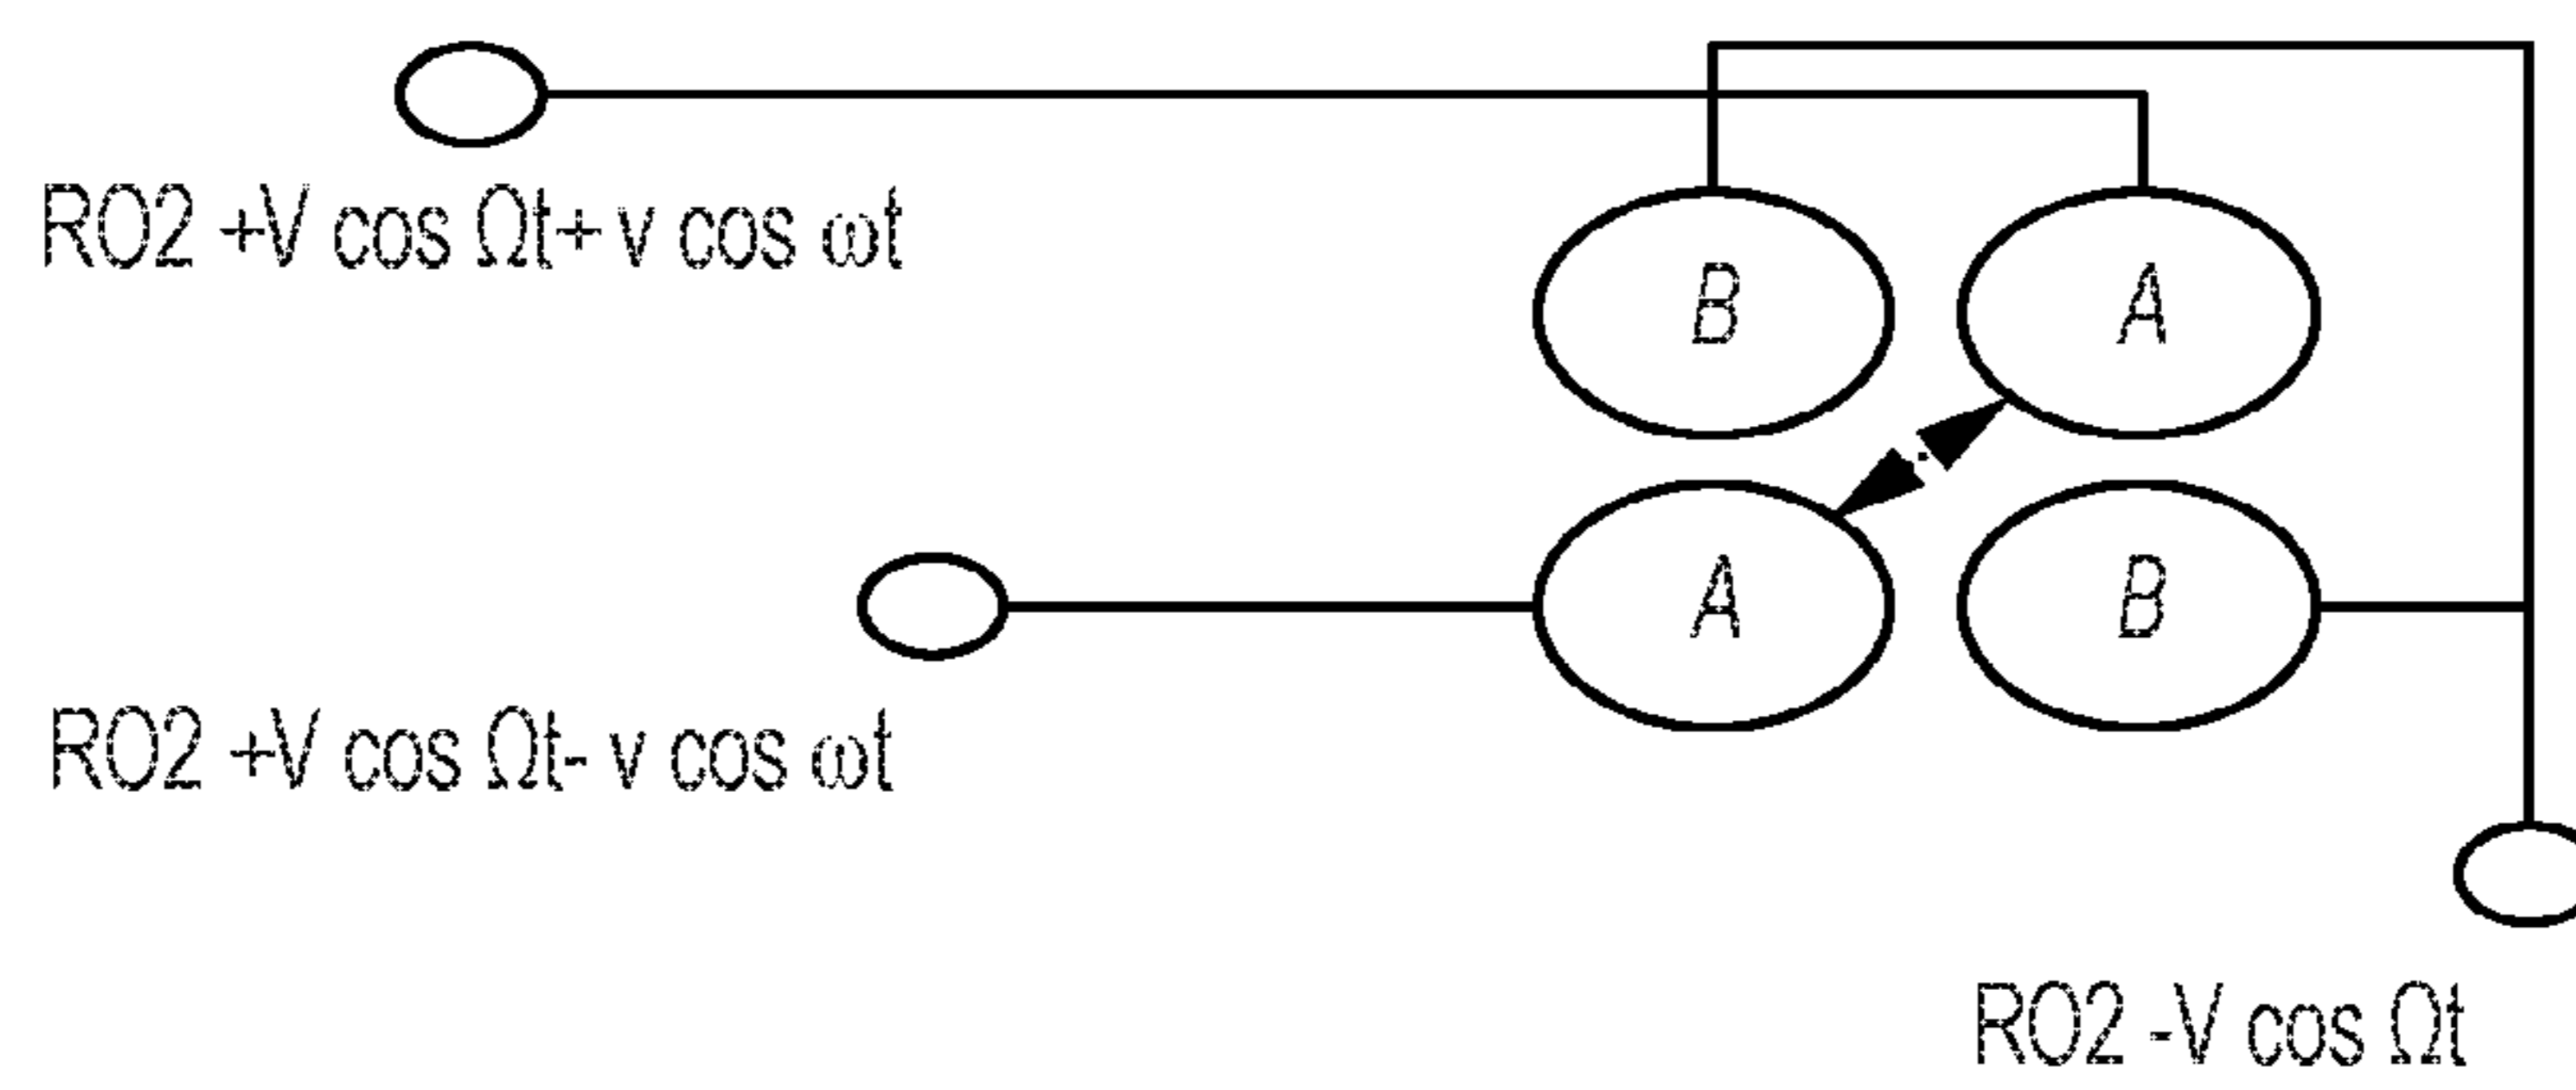 RO2 +V cos Ωt+ v cos ωt
B
A
A
B
RO2 +V cos Ωt- v cos ωt
RO2 -V cos Ωt